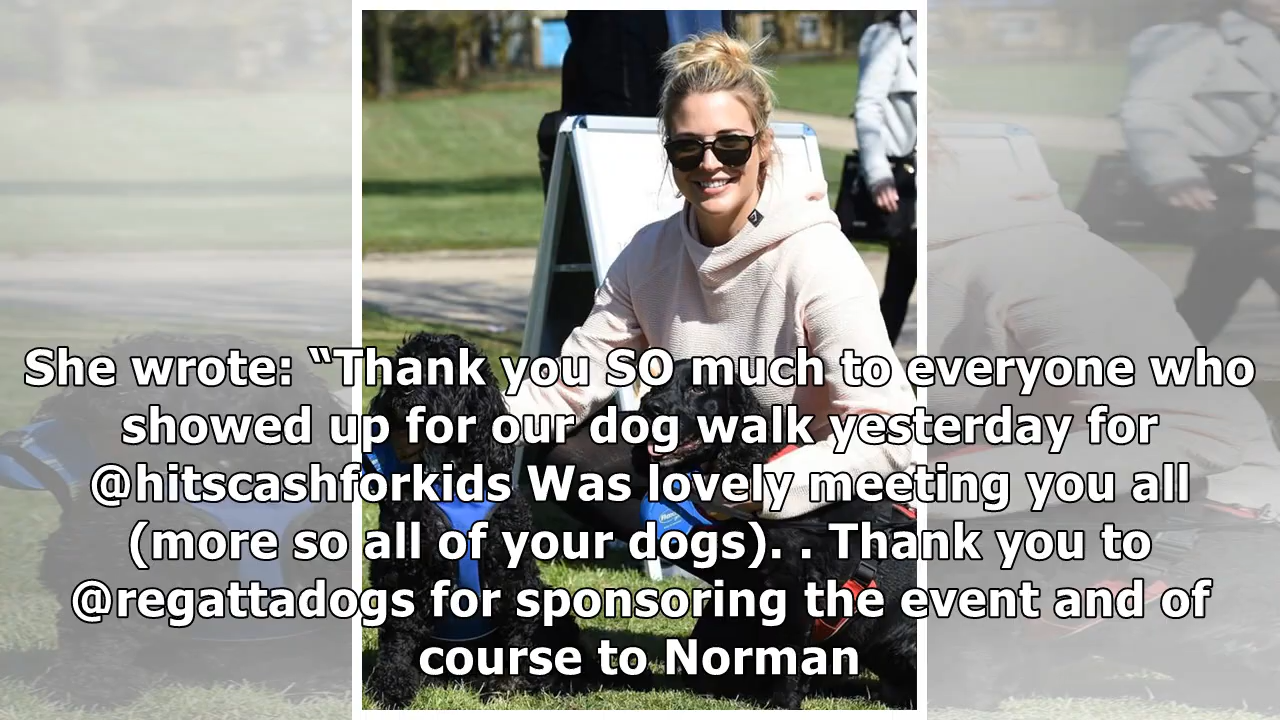 She wrote: “Thank you SO much to everyone who
showed up for our dog walk yesterday for
@hitscashforkids Was lovely meeting you all
(more so all of your dogs). . Thank you to
@regattadogs for sponsoring the event and of
course to Norman